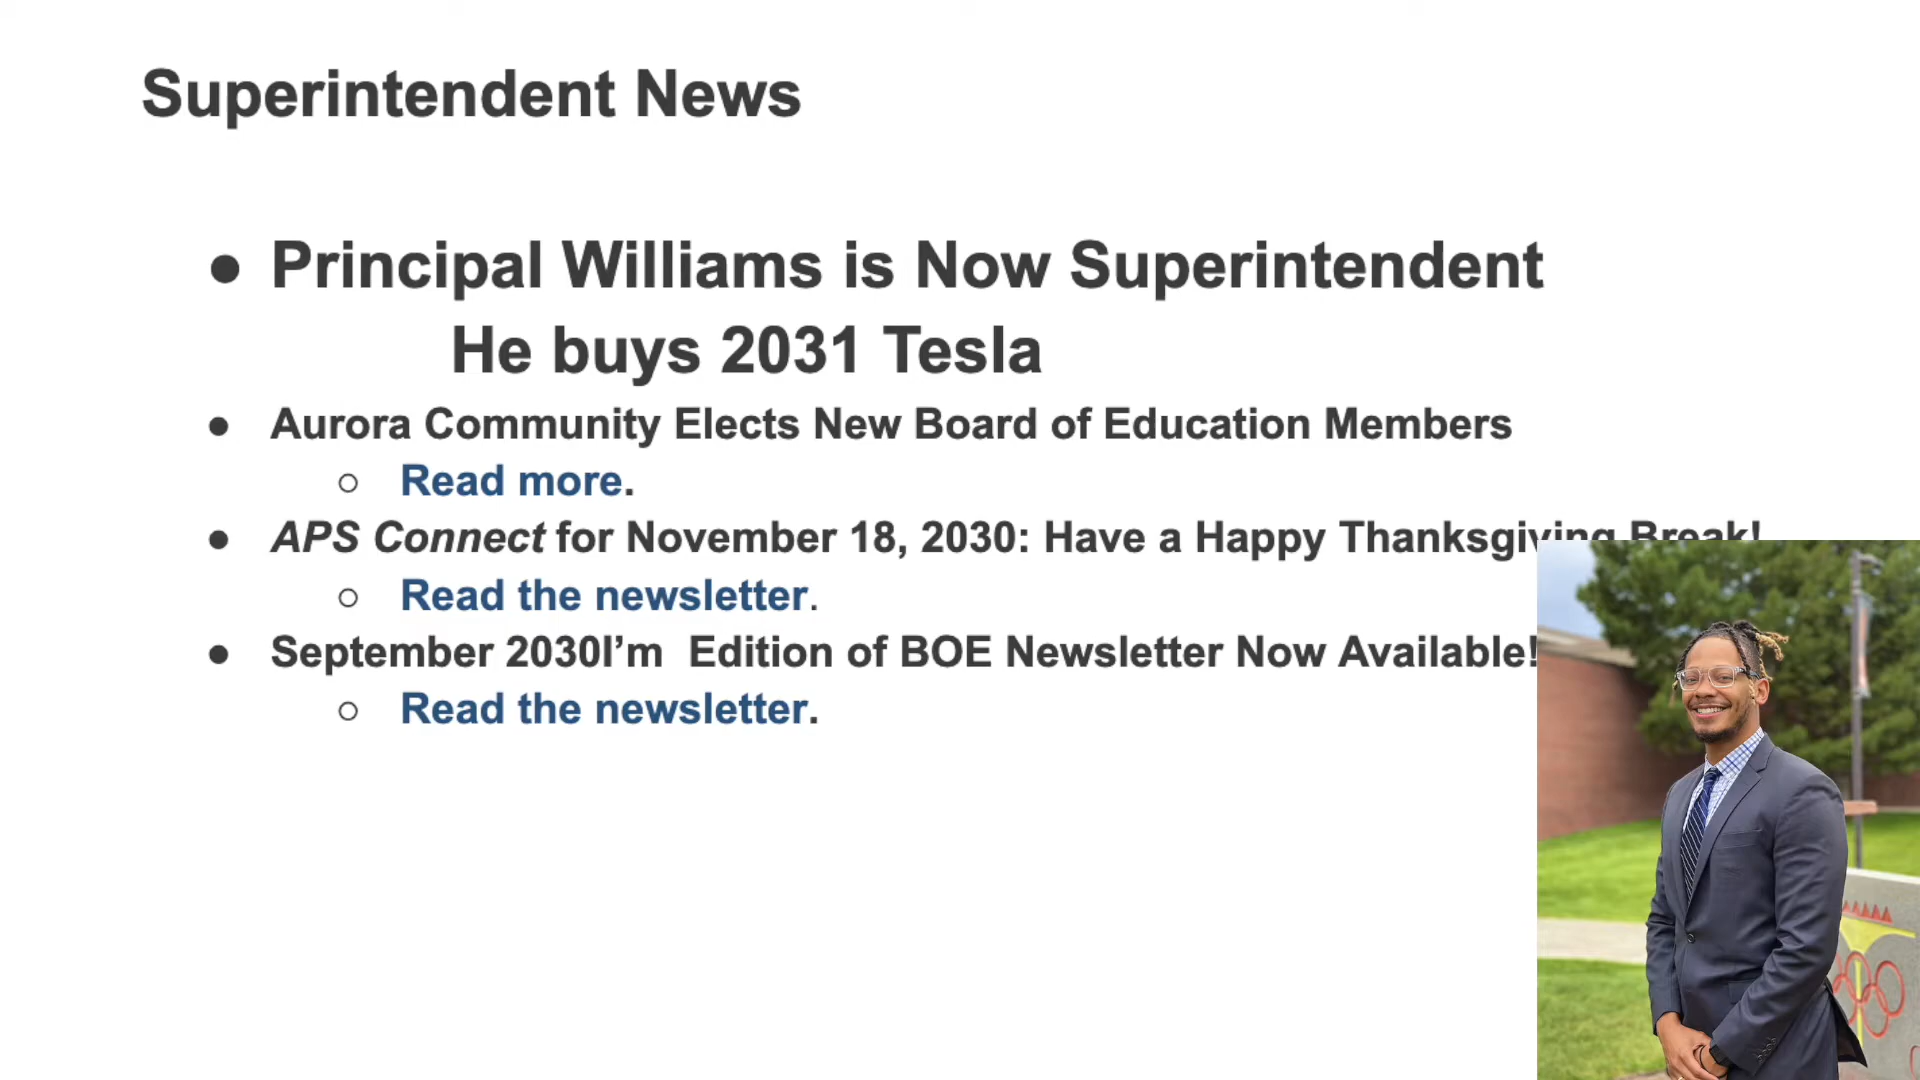 Superintendent News
● Principal Williams is Now Superintendent
He buys 2031 Tesla
● Aurora Community Elects New Board of Education Members
○ Read more.
● APS Connect for November 18, 2030: Have a Happy Thanksgiving Break!
○ Read the newsletter.
● September 2030I’m  Edition of BOE Newsletter Now Available!
○ Read the newsletter.